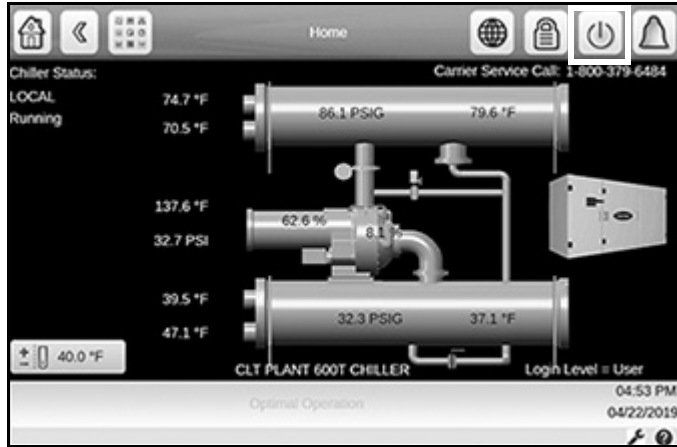 Home
Chiller Status:
Carrier Service Call: 1-800-379-6484
LOCAL
74.7 °F
Running
70.5 °F
86.1 PSIG
79.6 °F
137.6 °F
62.6 %
8.1 %
32.7 PSI
39.5 °F
32.3 PSIG
37.1 °F
47.1 °F
40.0 °F
CLT PLANT 600T CHILLER
Login Level = User
Optimal Operation
04:53 PM
04/22/2019